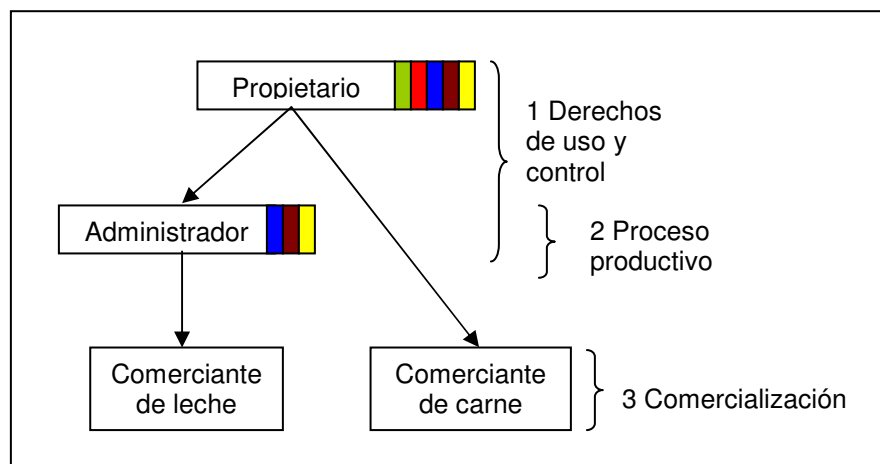 Propietario
1 Derechos
de uso y
control
Administrador
2 Proceso
productivo
Comerciante
de leche
Comerciante
de carne
3 Comercialización